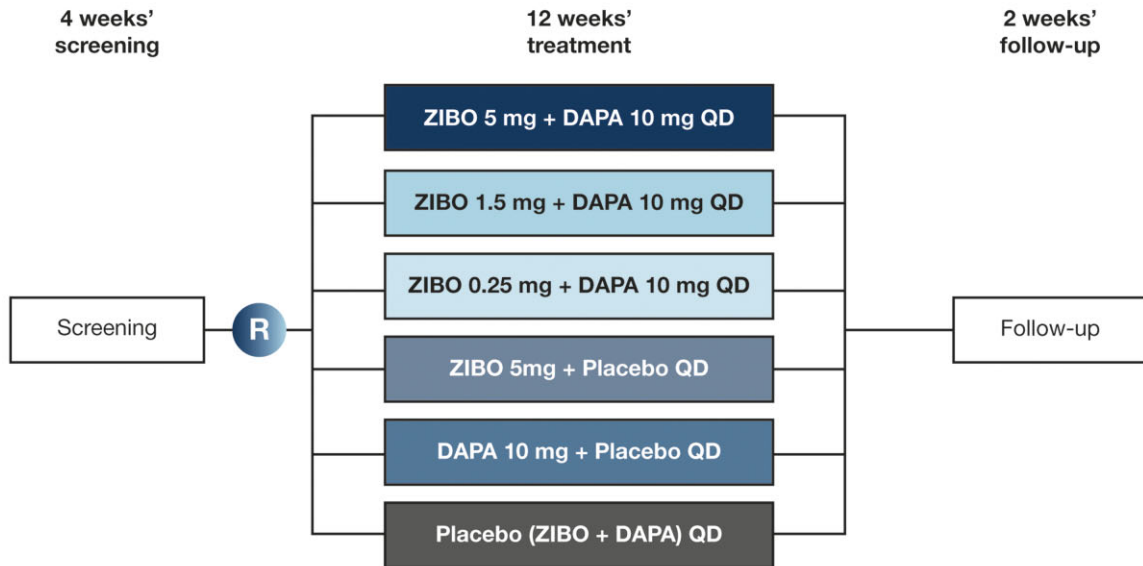 4 weeks'
screening
12 weeks'
treatment
2 weeks'
follow-up
ZIBO 5 mg + DAPA 10 mg QD
ZIBO 1.5 mg + DAPA 10 mg QD
ZIBO 0.25 mg + DAPA 10 mg QD
Screening
R
Follow-up
ZIBO 5mg + Placebo QD
DAPA 10 mg + Placebo QD
Placebo (ZIBO + DAPA) QD